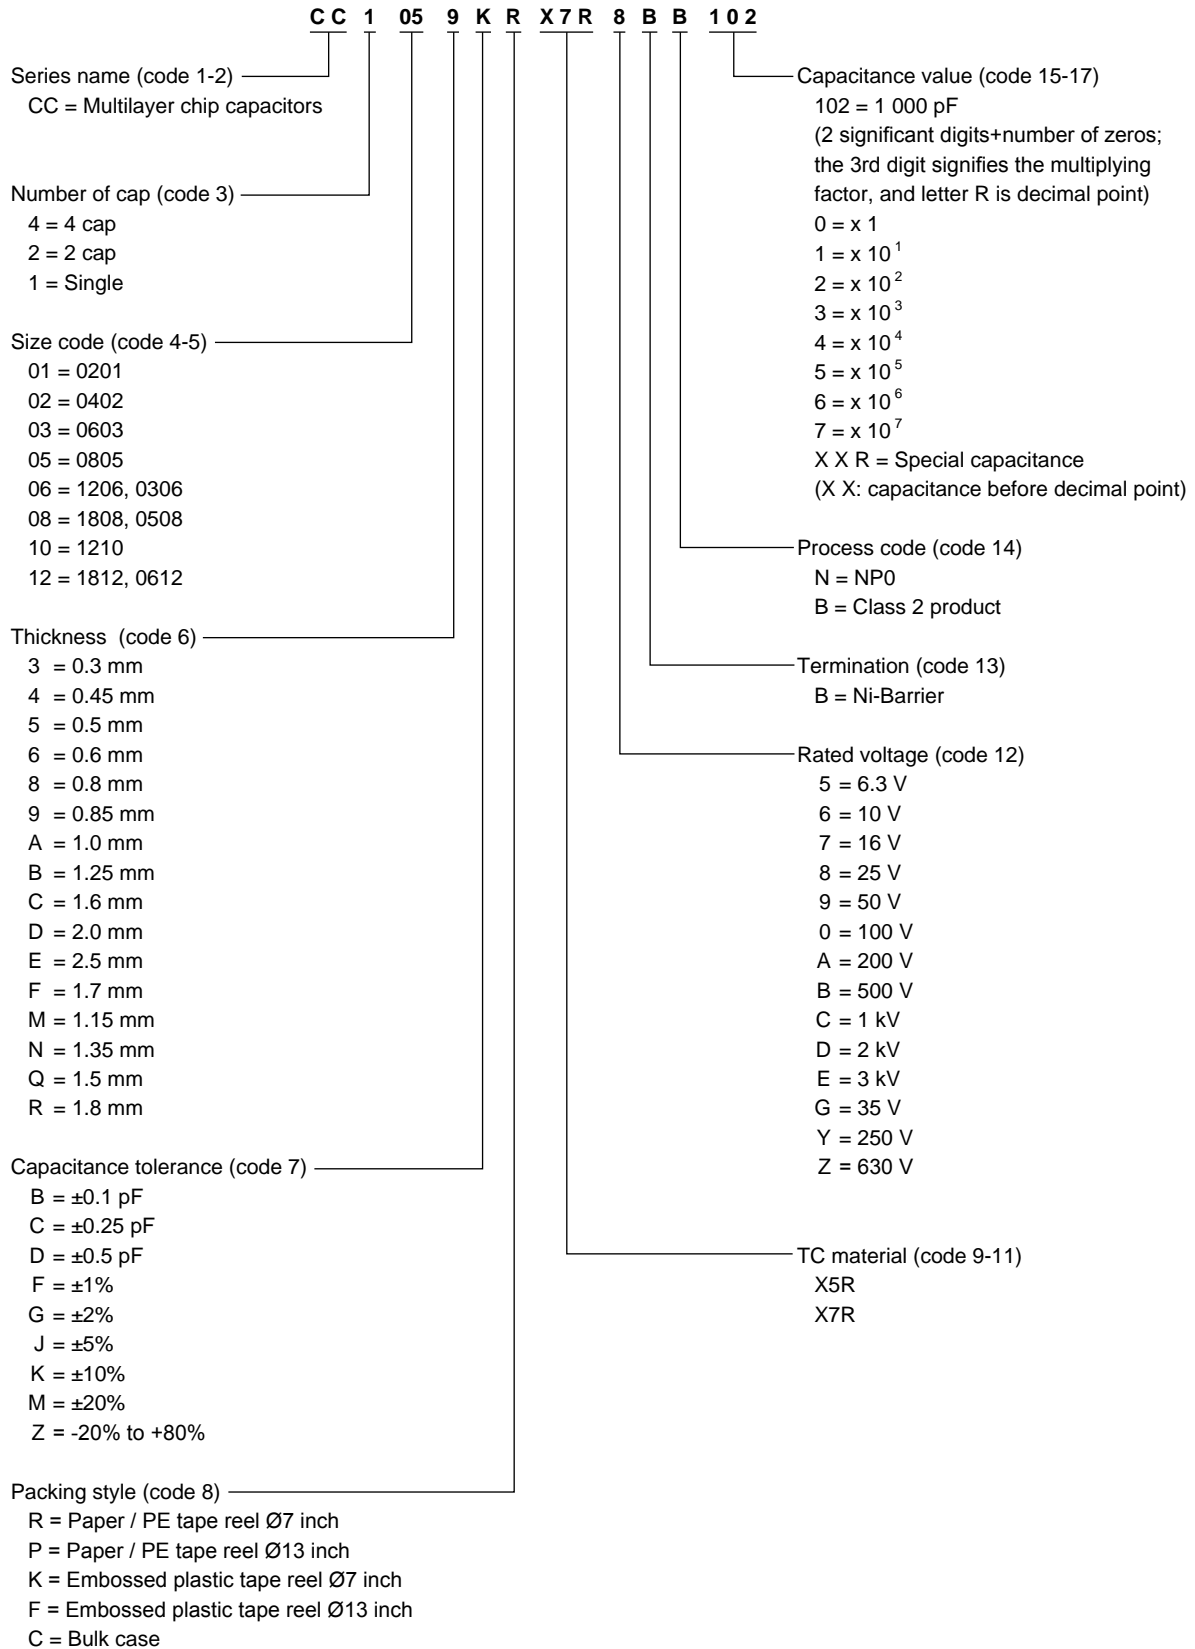 CC 1 05 9 K R X7R 8 B B 102
Series name (code 1-2)
CC = Multilayer chip capacitors
Number of cap (code 3)
4 = 4 cap
2 = 2 cap
1 = Single
Size code (code 4-5)
01 = 0201
02 = 0402
03 = 0603
05 = 0805
06 = 1206, 0306
08 = 1808, 0508
10 = 1210
12 = 1812, 0612
Thickness (code 6)
3 = 0.3 mm
4 = 0.45 mm
5 = 0.5 mm
6 = 0.6 mm
8 = 0.8 mm
9 = 0.85 mm
A = 1.0 mm
B = 1.25 mm
C = 1.6 mm
D = 2.0 mm
E = 2.5 mm
F = 1.7 mm
M = 1.15 mm
N = 1.35 mm
Q = 1.5 mm
R = 1.8 mm
Capacitance tolerance (code 7)
B = ±0.1 pF
C = ±0.25 pF
D = ±0.5 pF
F = ±1%
G = ±2%
J = ±5%
K = ±10%
M = ±20%
Z = -20% to +80%
Packing style (code 8)
R = Paper / PE tape reel Ø7 inch
P = Paper / PE tape reel Ø13 inch
K = Embossed plastic tape reel Ø7 inch
F = Embossed plastic tape reel Ø13 inch
C = Bulk case
Capacitance value (code 15-17)
102 = 1 000 pF
(2 significant digits+number of zeros;
the 3rd digit signifies the multiplying
factor, and letter R is decimal point)
0 = x 1
1 = x 10¹
2 = x 10²
3 = x 10³
4 = x 10⁴
5 = x 10⁵
6 = x 10⁶
7 = x 10⁷
X X R = Special capacitance
(X X: capacitance before decimal point)
Process code (code 14)
N = NP0
B = Class 2 product
Termination (code 13)
B = Ni-Barrier
Rated voltage (code 12)
5 = 6.3 V
6 = 10 V
7 = 16 V
8 = 25 V
9 = 50 V
0 = 100 V
A = 200 V
B = 500 V
C = 1 kV
D = 2 kV
E = 3 kV
G = 35 V
Y = 250 V
Z = 630 V
TC material (code 9-11)
X5R
X7R